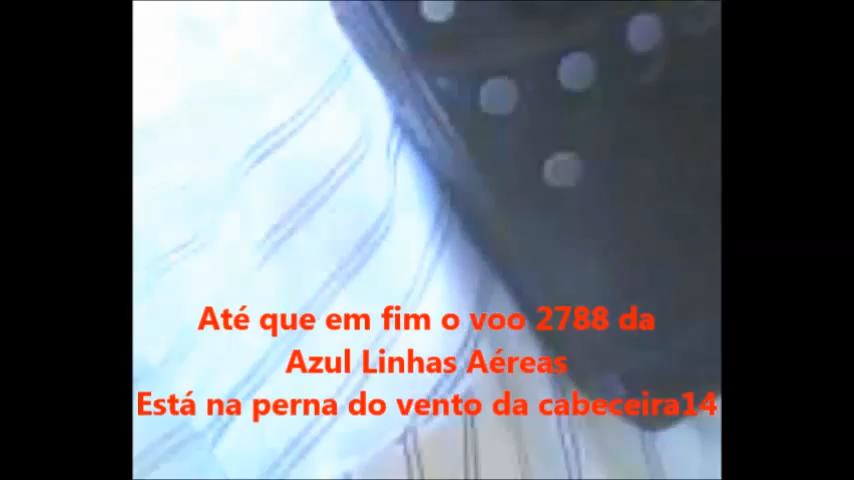 Até que em fim o voo 2788 da
Azul Linhas Aéreas
Está na perna do vento da cabeceira14